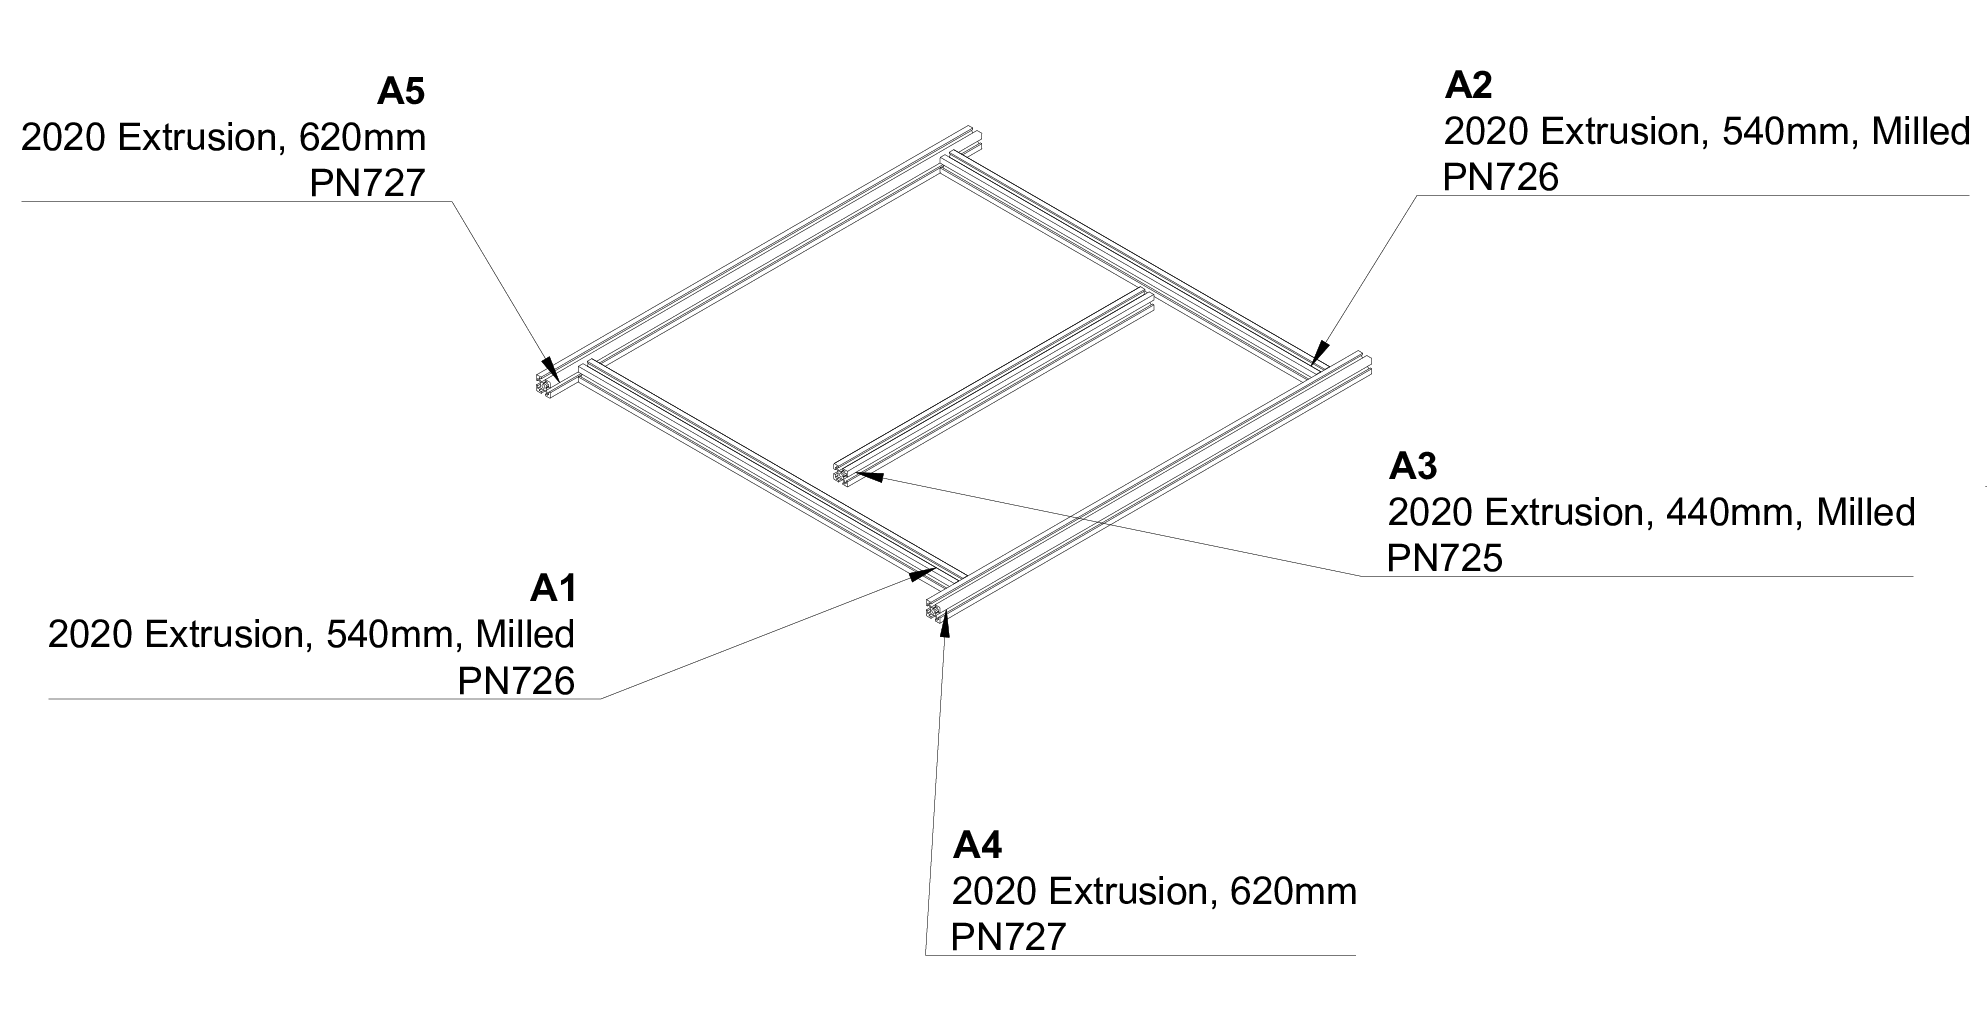 A5
2020 Extrusion, 620mm
PN727
A2
2020 Extrusion, 540mm, Milled
PN726
A3
2020 Extrusion, 440mm, Milled
PN725
A1
2020 Extrusion, 540mm, Milled
PN726
A4
2020 Extrusion, 620mm
PN727